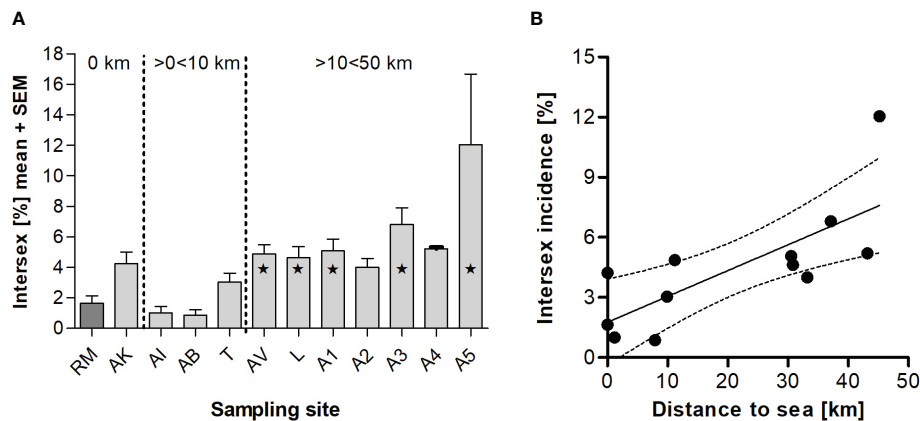 A
Intersex [%] mean + SEM
18
16
14
12
10
8
6
4
2
0
0 km
>0<10 km
>10<50 km
★ ★ ★ ★ ★
RM AK AI AB T AV L A1 A2 A3 A4 A5
Sampling site
B
Intersex incidence [%]
15
12
9
6
3
0
0 10 20 30 40 50
Distance to sea [km]